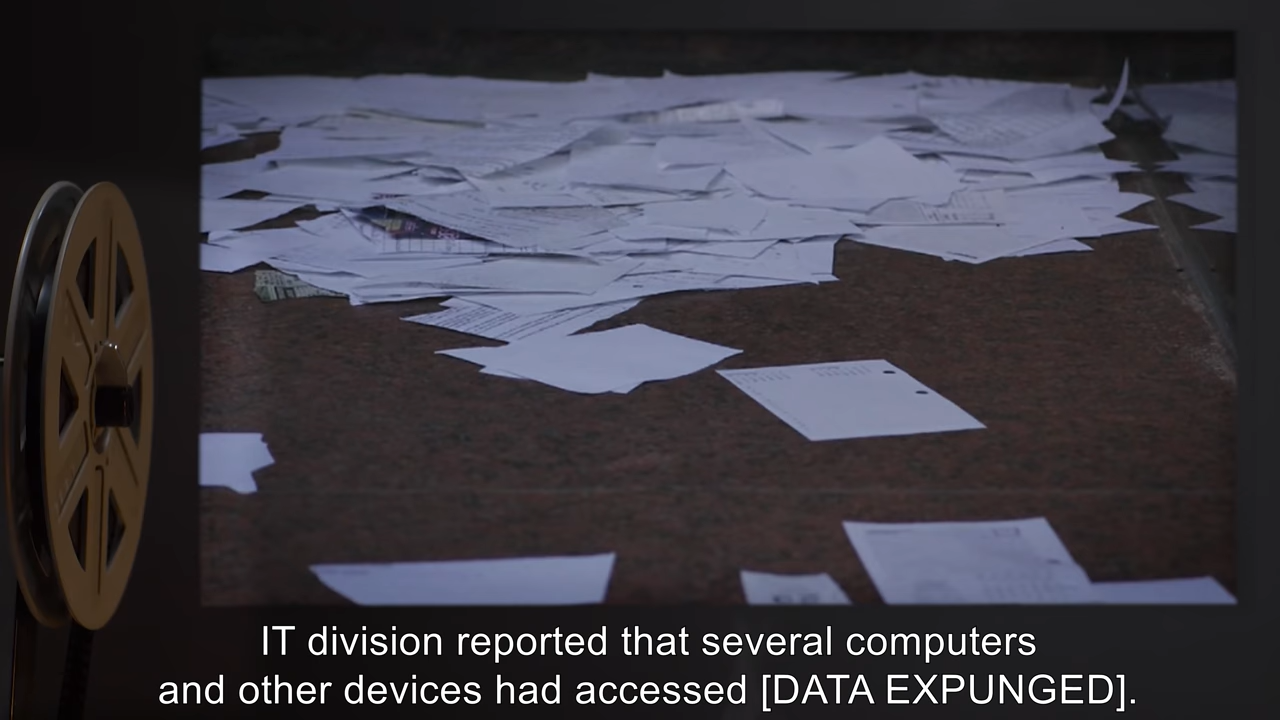 IT division reported that several computers
and other devices had accessed [DATA EXPUNGED].